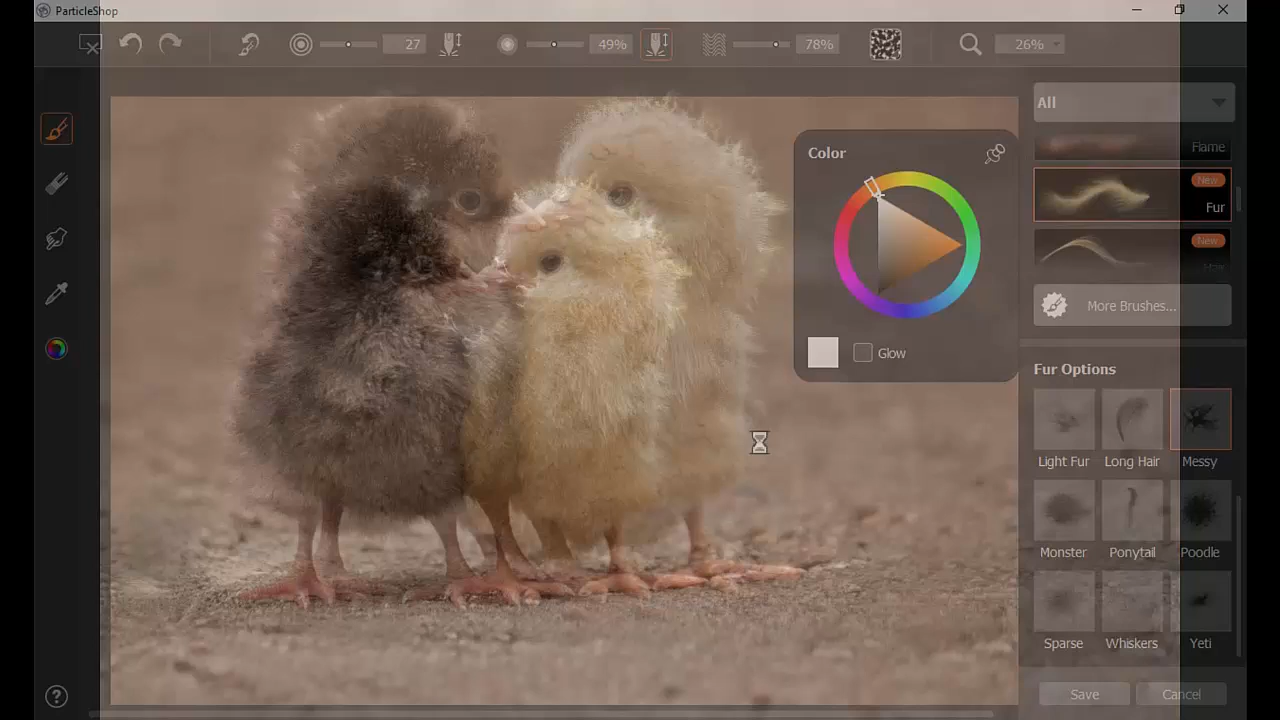 ParticleShop
27
49%
78%
26%
All
Color
Flame
New
Fur
New
Hair
More Brushes...
Glow
Fur Options
Light Fur
Long Hair
Messy
Monster
Ponytail
Poodle
Sparse
Whiskers
Yeti
Save
Cancel